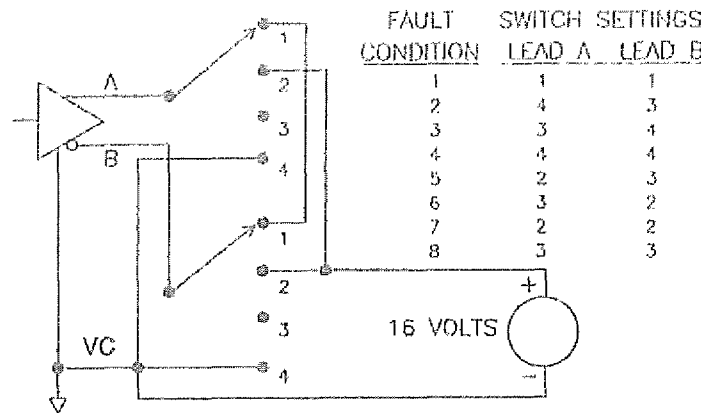 FAULT SWITCH SETTINGS
CONDITION LEAD A LEAD B
1 1 1
2 4 3
3 3 4
4 4 4
5 2 3
6 3 2
7 2 2
8 3 3
A
B
VC
1
2
3
4
1
2
3
4
16 VOLTS
+
-